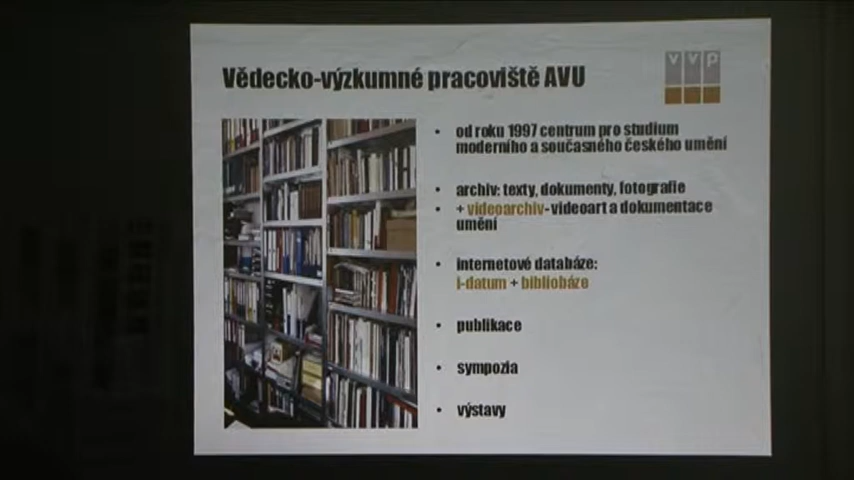 Vědecko-výzkumné pracoviště AVU
vvp
• od roku 1997 centrum pro studium
moderního a současného českého umění
• archiv: texty, dokumenty, fotografie
• + videoarchiv- videoart a dokumentace
umění
• internetové databáze:
i-datum + bibliobáze
• publikace
• sympozia
• výstavy